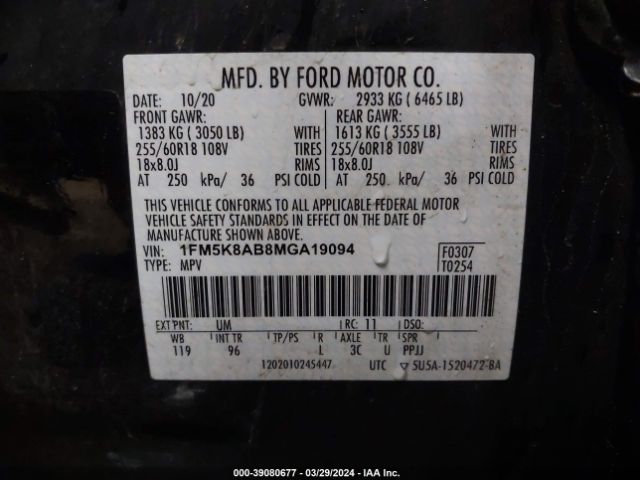 MFD. BY FORD MOTOR CO.
DATE: 10/20 GVWR: 2933 KG ( 6465 LB)
FRONT GAWR: REAR GAWR:
1383 KG ( 3050 LB) WITH 1613 KG ( 3555 LB) WITH
255/60R18 108V TIRES 255/60R18 108V TIRES
18x8.0J RIMS 18x8.0J RIMS
AT 250 kPa/ 36 PSI COLD AT 250 kPa/ 36 PSI COLD
THIS VEHICLE CONFORMS TO ALL APPLICABLE FEDERAL MOTOR
VEHICLE SAFETY STANDARDS IN EFFECT ON THE DATE OF
MANUFACTURE SHOWN ABOVE.
VIN: 1FM5K8AB8MGA19094 F0307
TYPE: MPV T0254
EXT PNT: UM RC: 11 DSO:
WB INT TR TP/PS R AXLE TR SPR
119 96 L 3C U PPJJ
1202010245447 UTC ▽ 5U5A-1520472-BA
000-39080677 - 03/29/2024 - IAA Inc.